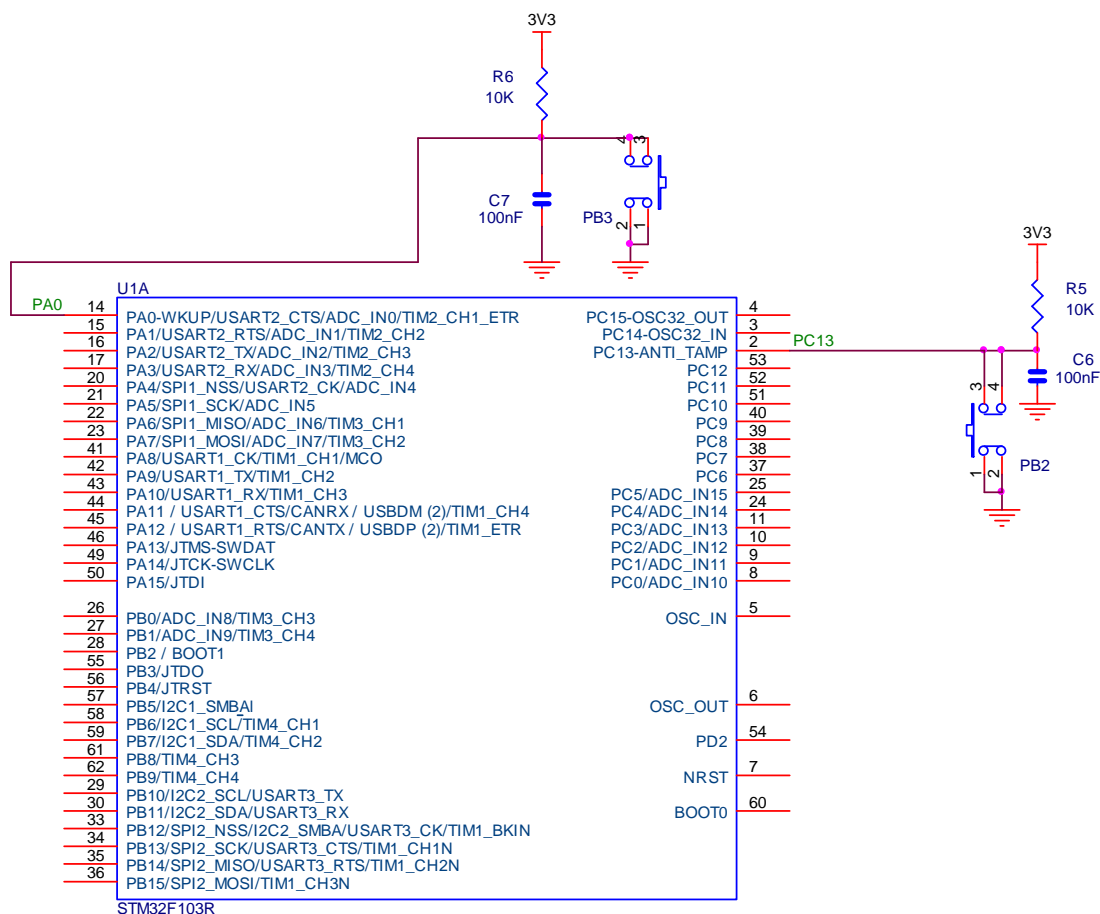 3V3
R6
10K
4
3
C7
100nF
PB3
2
1
3V3
R5
10K
U1A
PA0
14
PA0-WKUP/USART2_CTS/ADC_IN0/TIM2_CH1_ETR
15
PA1/USART2_RTS/ADC_IN1/TIM2_CH2
16
PA2/USART2_TX/ADC_IN2/TIM2_CH3
17
PA3/USART2_RX/ADC_IN3/TIM2_CH4
20
PA4/SPI1_NSS/USART2_CK/ADC_IN4
21
PA5/SPI1_SCK/ADC_IN5
22
PA6/SPI1_MISO/ADC_IN6/TIM3_CH1
23
PA7/SPI1_MOSI/ADC_IN7/TIM3_CH2
41
PA8/USART1_CK/TIM1_CH1/MCO
42
PA9/USART1_TX/TIM1_CH2
43
PA10/USART1_RX/TIM1_CH3
44
PA11 / USART1_CTS/CANRX / USBDM (2)/TIM1_CH4
45
PA12 / USART1_RTS/CANTX / USBDP (2)/TIM1_ETR
46
PA13/JTMS-SWDAT
49
PA14/JTCK-SWCLK
50
PA15/JTDI
26
PB0/ADC_IN8/TIM3_CH3
27
PB1/ADC_IN9/TIM3_CH4
28
PB2 / BOOT1
55
PB3/JTDO
56
PB4/JTRST
57
PB5/I2C1_SMBAl
58
PB6/I2C1_SCL/TIM4_CH1
59
PB7/I2C1_SDA/TIM4_CH2
61
PB8/TIM4_CH3
62
PB9/TIM4_CH4
29
PB10/I2C2_SCL/USART3_TX
30
PB11/I2C2_SDA/USART3_RX
33
PB12/SPI2_NSS/I2C2_SMBA/USART3_CK/TIM1_BKIN
34
PB13/SPI2_SCK/USART3_CTS/TIM1_CH1N
35
PB14/SPI2_MISO/USART3_RTS/TIM1_CH2N
36
PB15/SPI2_MOSI/TIM1_CH3N
PC15-OSC32_OUT
4
PC14-OSC32_IN
3
PC13-ANTI_TAMP
2
PC13
PC12
53
PC11
52
PC10
51
PC9
40
PC8
39
PC7
38
PC6
37
PC5/ADC_IN15
25
PC4/ADC_IN14
24
PC3/ADC_IN13
11
PC2/ADC_IN12
10
PC1/ADC_IN11
9
PC0/ADC_IN10
8
OSC_IN
5
OSC_OUT
6
PD2
54
NRST
7
BOOT0
60
C6
100nF
3
4
PB2
1
2
STM32F103R